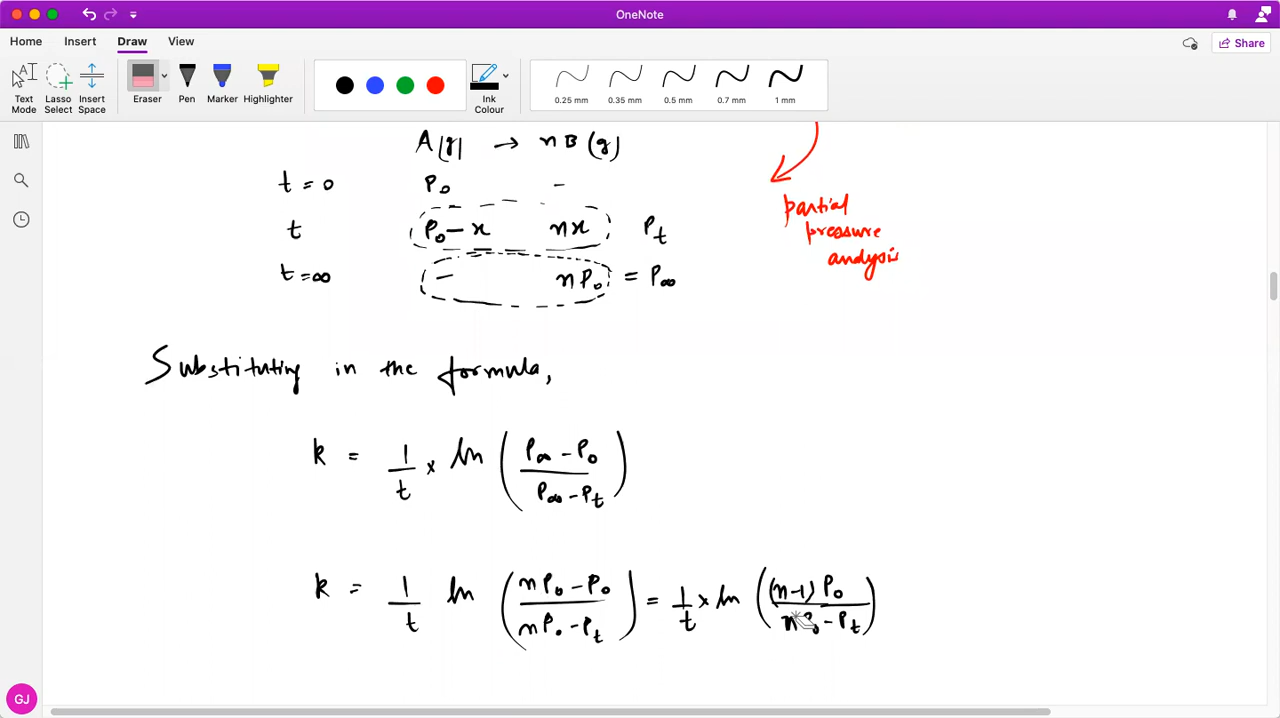 OneNote
Home Insert Draw View
Share
Text Mode
Lasso Select
Insert Space
Eraser
Pen
Marker
Highlighter
Ink Colour
0.25 mm
0.35 mm
0.5 mm
0.7 mm
1 mm
A(g) → nB(g)
t = 0 P₀ –
t P₀ – x nx Pₜ
t = ∞ – nP₀ = P∞
partial
pressure
analysis
Substituting in the formula,
k = 1/t × ln ( (P∞ – P₀) / (P∞ – Pₜ) )
k = 1/t ln ( (nP₀ – P₀) / (nP₀ – Pₜ) ) = 1/t × ln ( (n–1) P₀ / (nP₀ – Pₜ) )
GJ